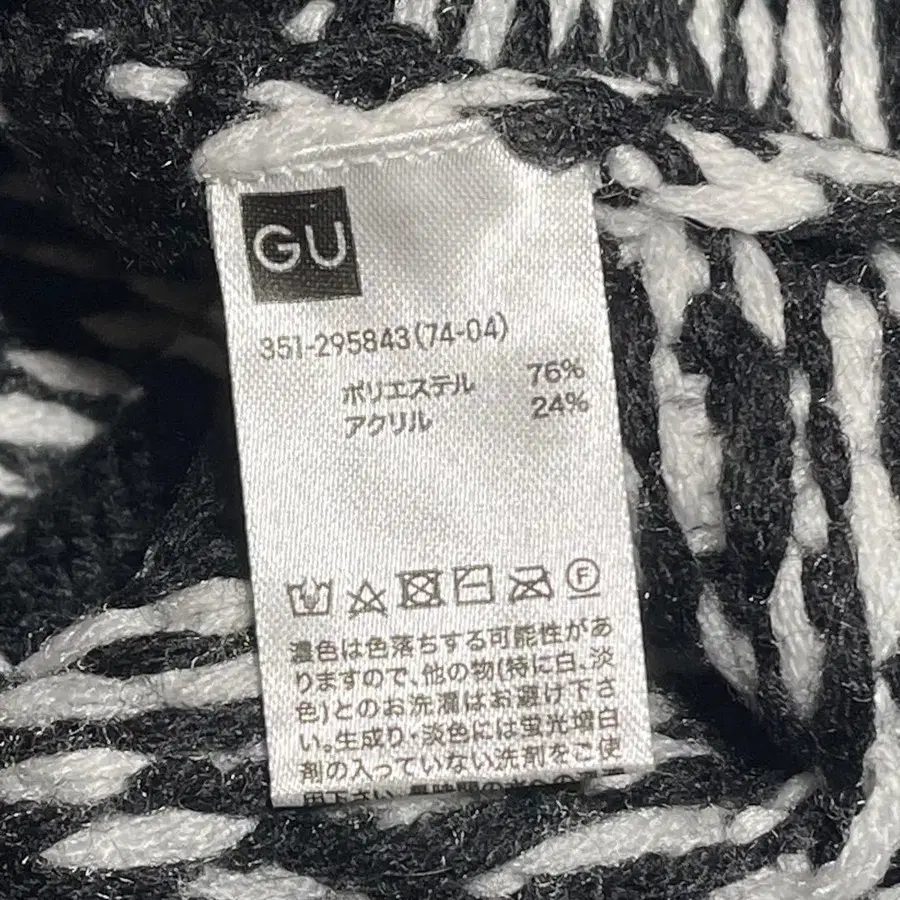 GU
351-295843(74-04)
ポリエステル 76%
アクリル 24%
F
濃色は色落ちする可能性があ
りますので、他の物(特に白、淡
色)とのお洗濯はお避け下さ
い。生成り・淡色には蛍光増白
剤の入っていない洗剤をご使
用下さい。